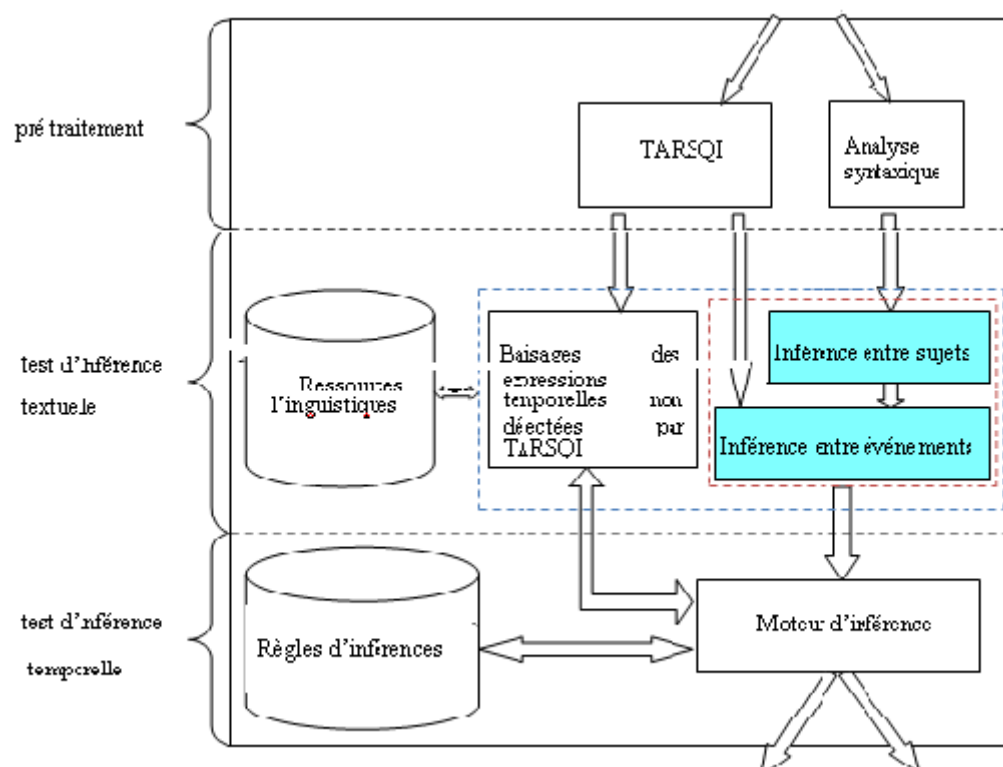 pré traitement
TARSQI
Analyse
syntaxique
test d'inférence
textuelle
Ressources
l'inguistiques
Baisages des
expressions
temporelles non
déectées par
TARSQI
Inférence entre sujets
Inférence entre événements
test d'inférence
temporelle
Règles d'inférences
Moteur d'inférence